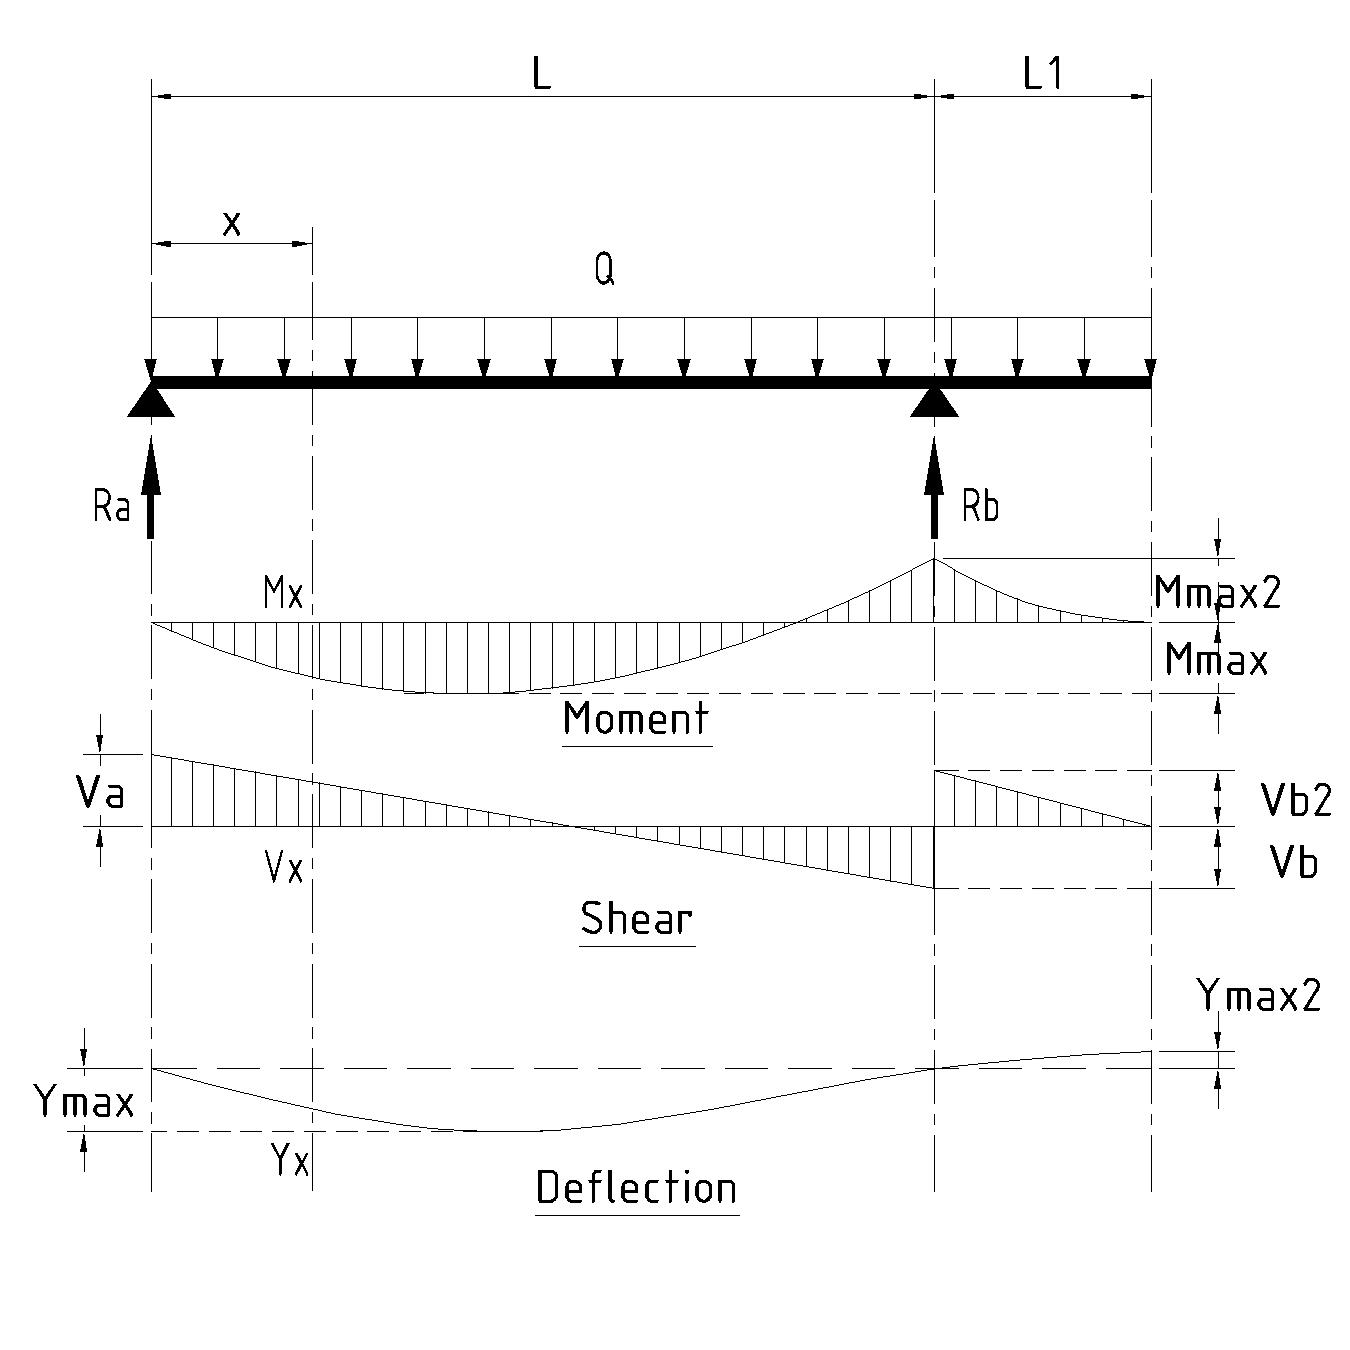 L
L1
x
Q
Ra
Rb
Mx
Mmax2
Mmax
Moment
Va
Vb2
Vx
Vb
Shear
Ymax2
Ymax
Yx
Deflection